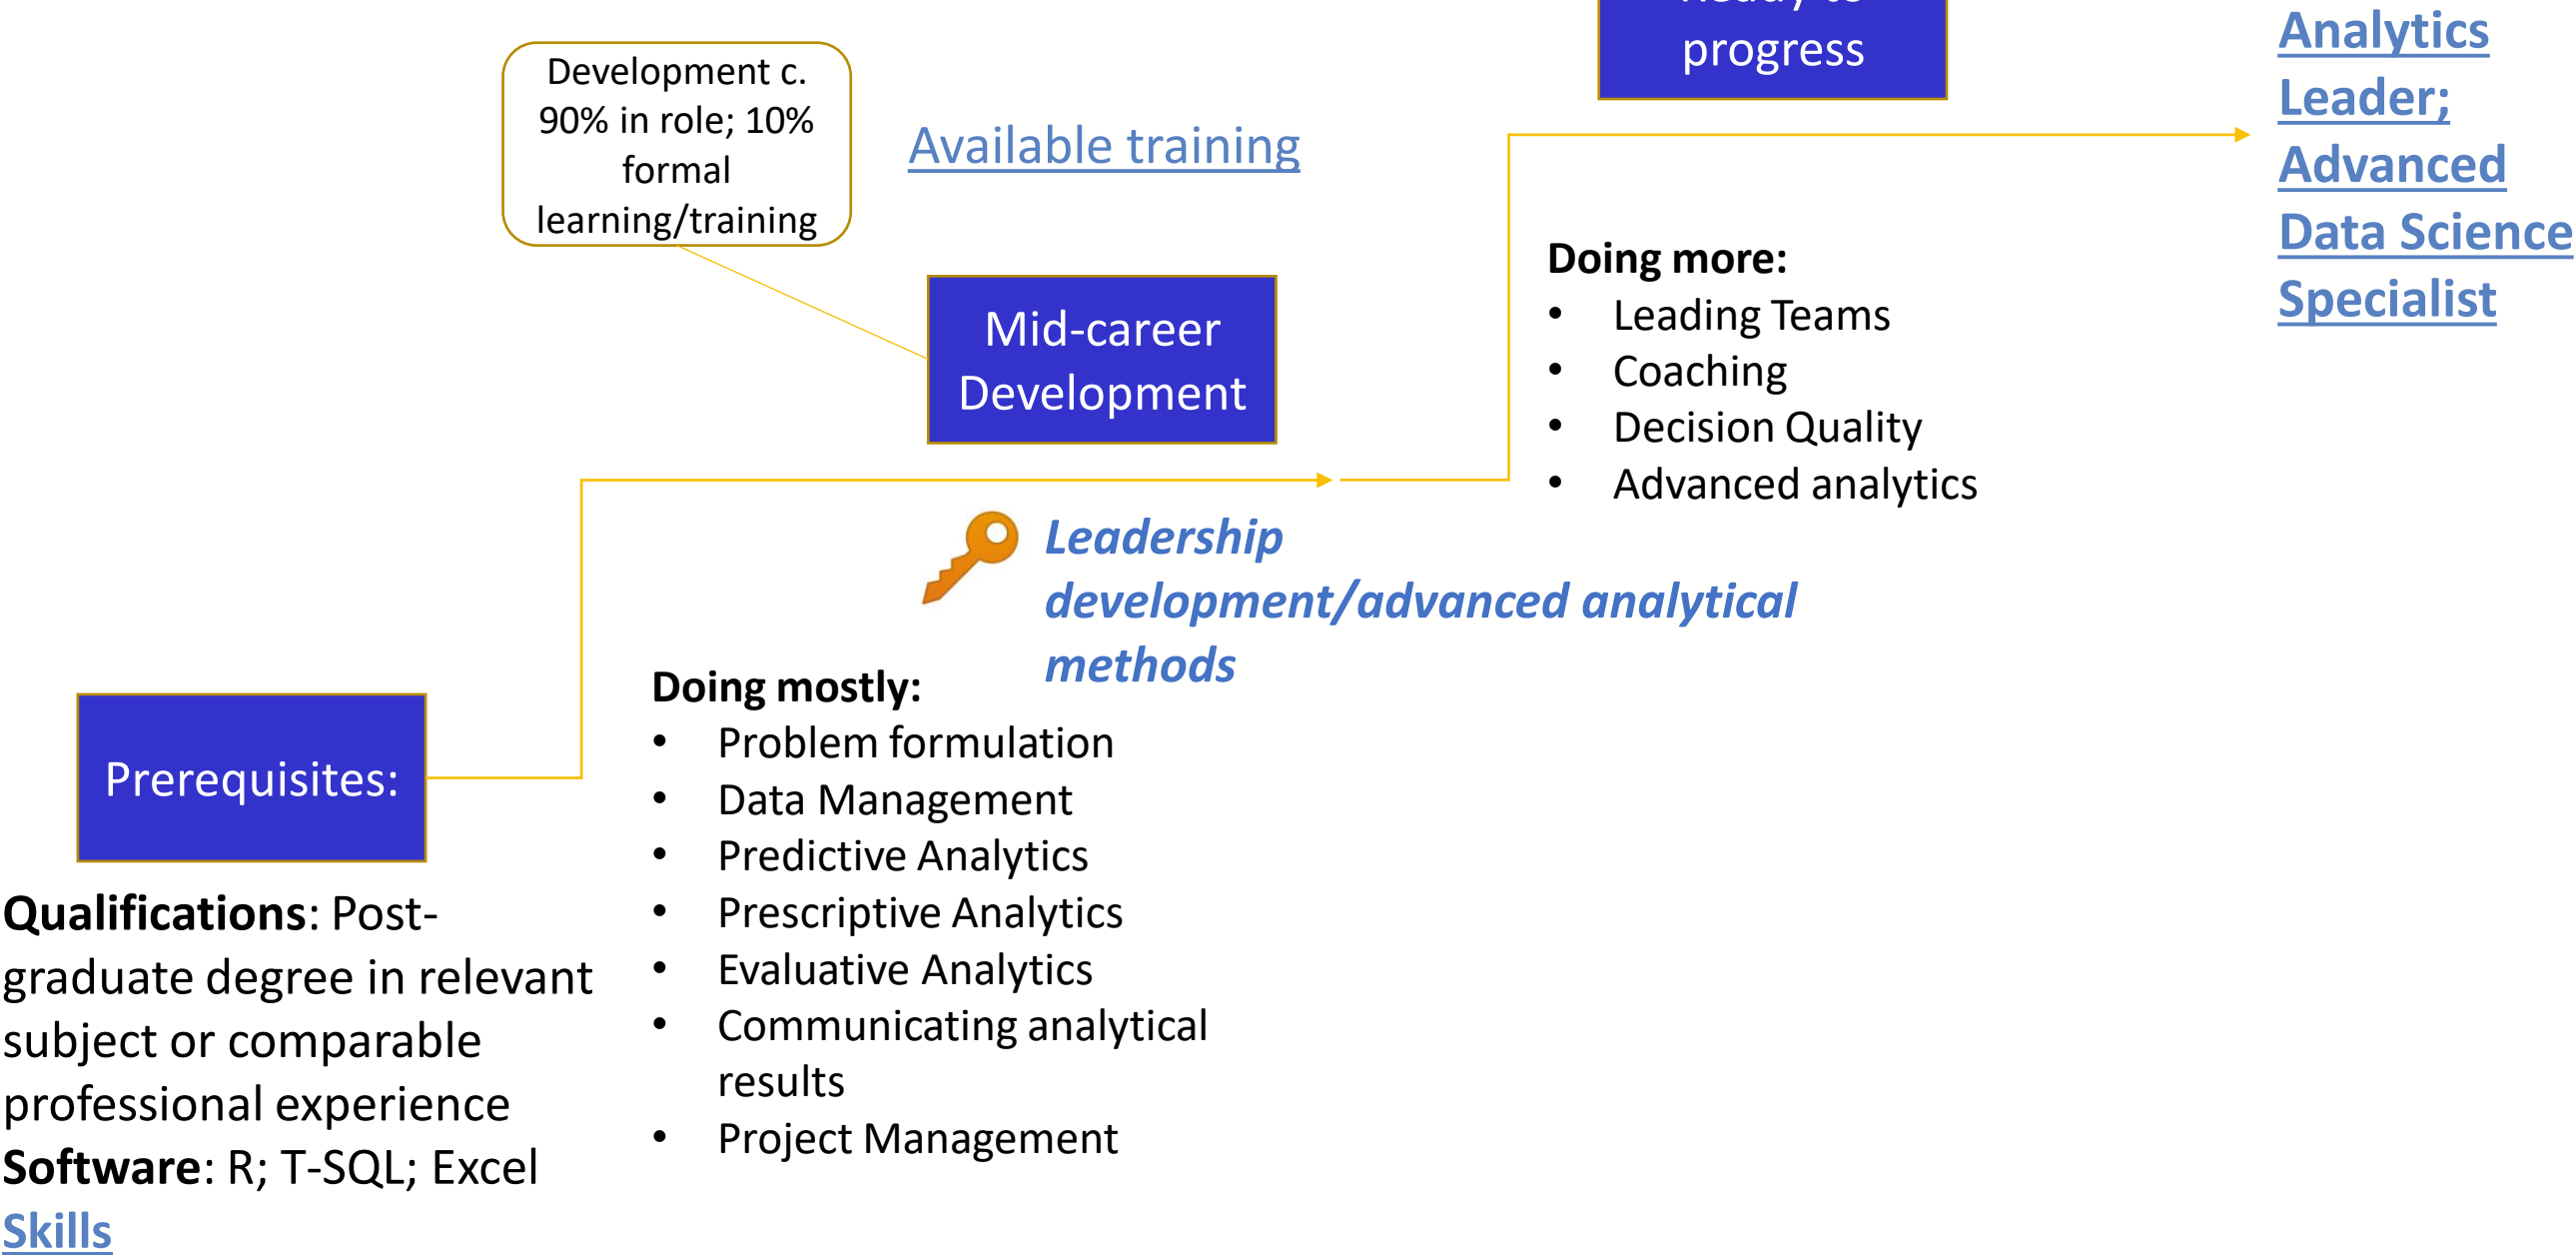 Ready to
progress
Analytics
Leader;
Advanced
Data Science
Specialist
Development c.
90% in role; 10%
formal
learning/training
Available training
Mid-career
Development
Doing more:
• Leading Teams
• Coaching
• Decision Quality
• Advanced analytics
Leadership
development/advanced analytical
methods
Prerequisites:
Doing mostly:
• Problem formulation
• Data Management
• Predictive Analytics
• Prescriptive Analytics
• Evaluative Analytics
• Communicating analytical
results
• Project Management
Qualifications: Post-
graduate degree in relevant
subject or comparable
professional experience
Software: R; T-SQL; Excel
Skills